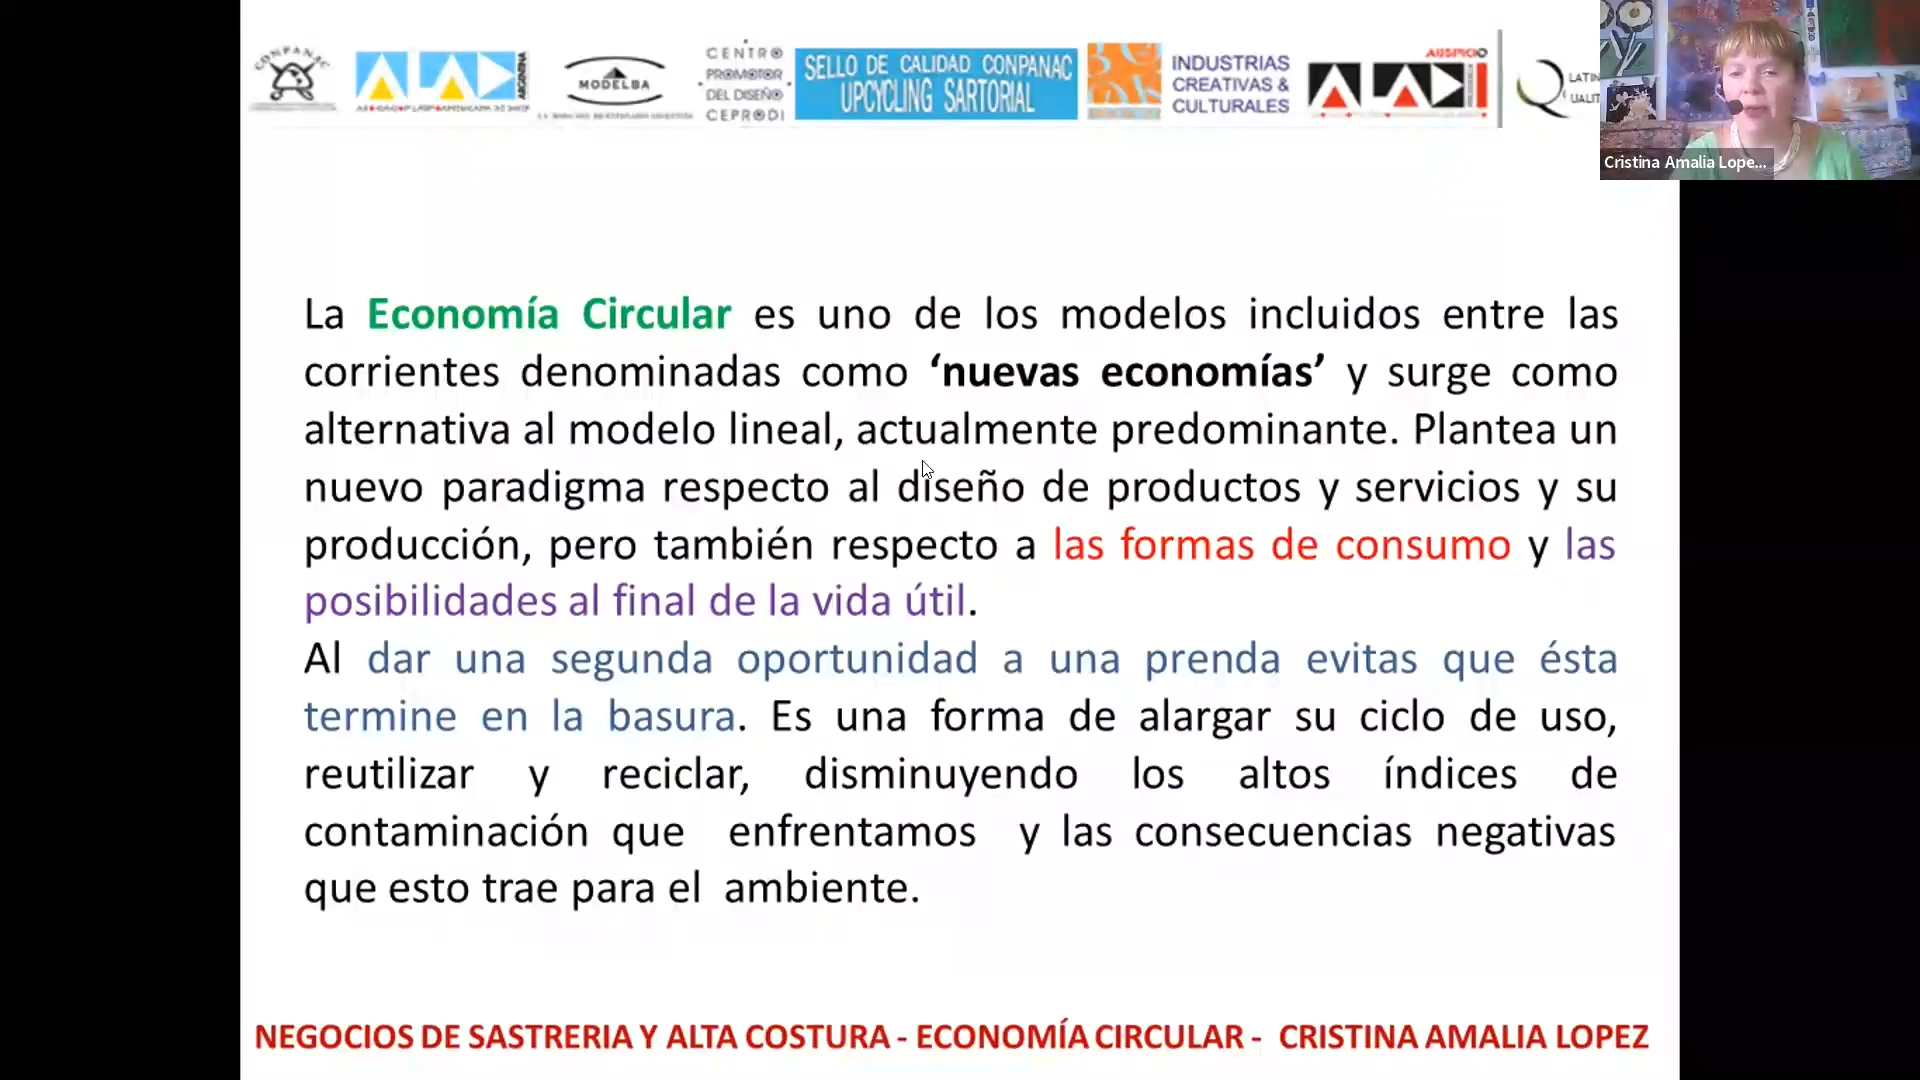 CONPANAC
ALADI ARGENTINA
MODELBA
CENTRO
PROMOTOR
DEL DISEÑO
CEPRODI
SELLO DE CALIDAD CONPANAC
UPCYCLING SARTORIAL
INDUSTRIAS
CREATIVAS &
CULTURALES
AUSPICIO
ALADI
Cristina Amalia Lope...
La Economía Circular es uno de los modelos incluidos entre las
corrientes denominadas como ‘nuevas economías’ y surge como
alternativa al modelo lineal, actualmente predominante. Plantea un
nuevo paradigma respecto al diseño de productos y servicios y su
producción, pero también respecto a las formas de consumo y las
posibilidades al final de la vida útil.
Al dar una segunda oportunidad a una prenda evitas que ésta
termine en la basura. Es una forma de alargar su ciclo de uso,
reutilizar y reciclar, disminuyendo los altos índices de
contaminación que enfrentamos y las consecuencias negativas
que esto trae para el ambiente.
NEGOCIOS DE SASTRERIA Y ALTA COSTURA - ECONOMÍA CIRCULAR - CRISTINA AMALIA LOPEZ